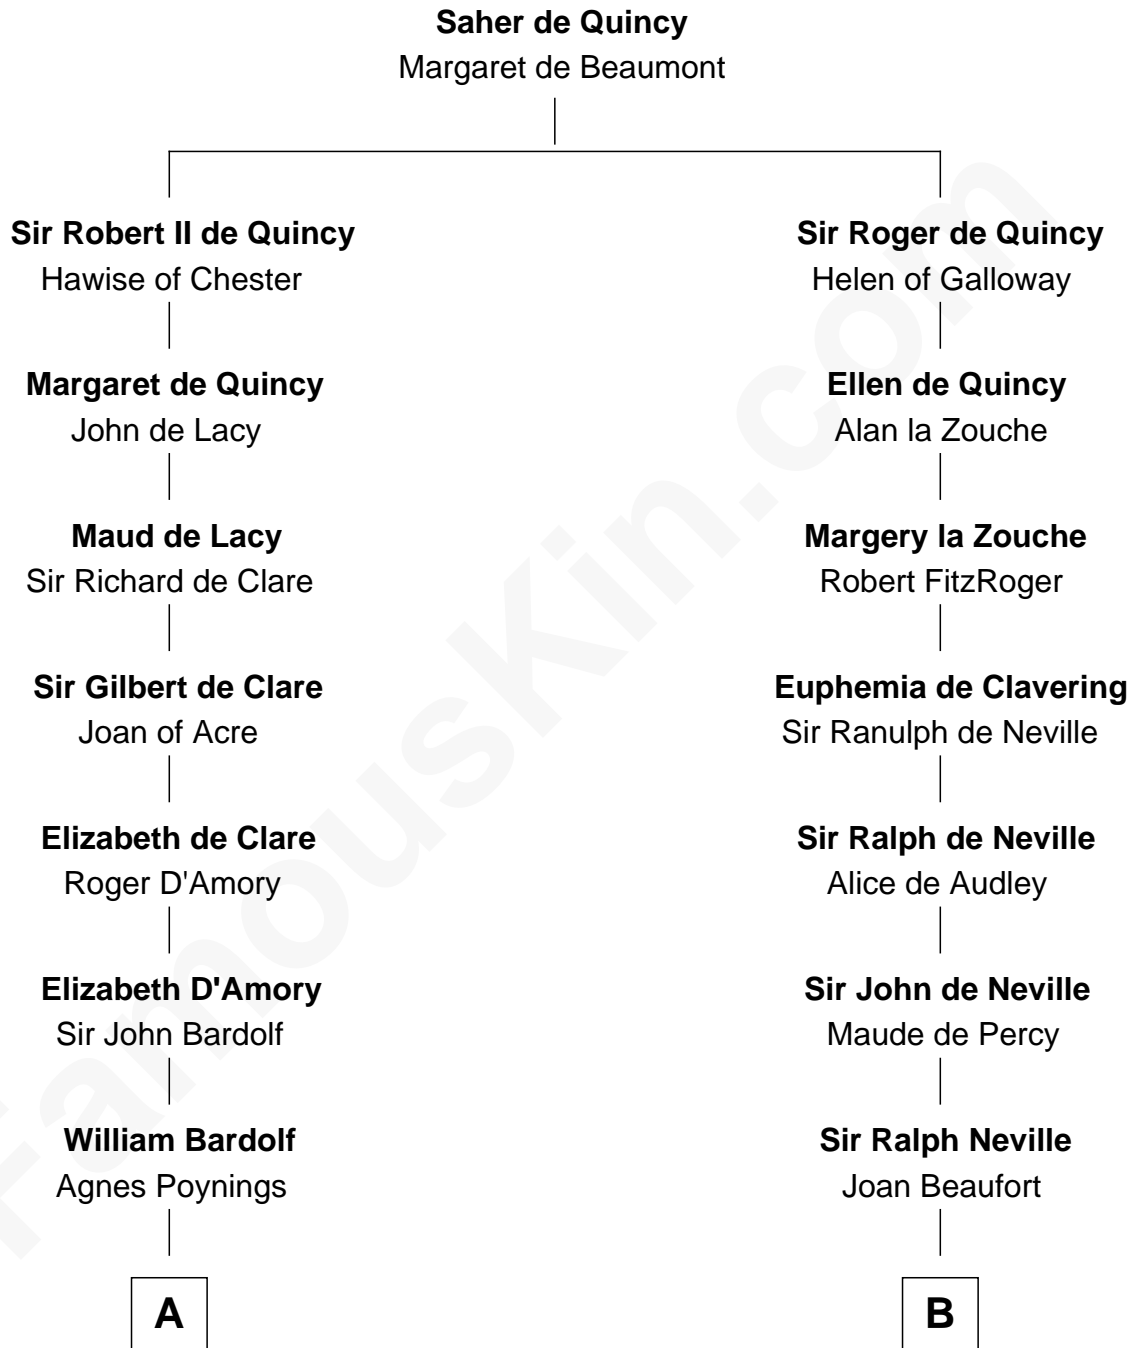 Saher de Quincy
Margaret de Beaumont
Sir Robert II de Quincy
Hawise of Chester
Margaret de Quincy
John de Lacy
Maud de Lacy
Sir Richard de Clare
Sir Gilbert de Clare
Joan of Acre
Elizabeth de Clare
Roger D'Amory
Elizabeth D'Amory
Sir John Bardolf
William Bardolf
Agnes Poynings
A
Sir Roger de Quincy
Helen of Galloway
Ellen de Quincy
Alan la Zouche
Margery la Zouche
Robert FitzRoger
Euphemia de Clavering
Sir Ranulph de Neville
Sir Ralph de Neville
Alice de Audley
Sir John de Neville
Maude de Percy
Sir Ralph Neville
Joan Beaufort
B
FamousKin.com